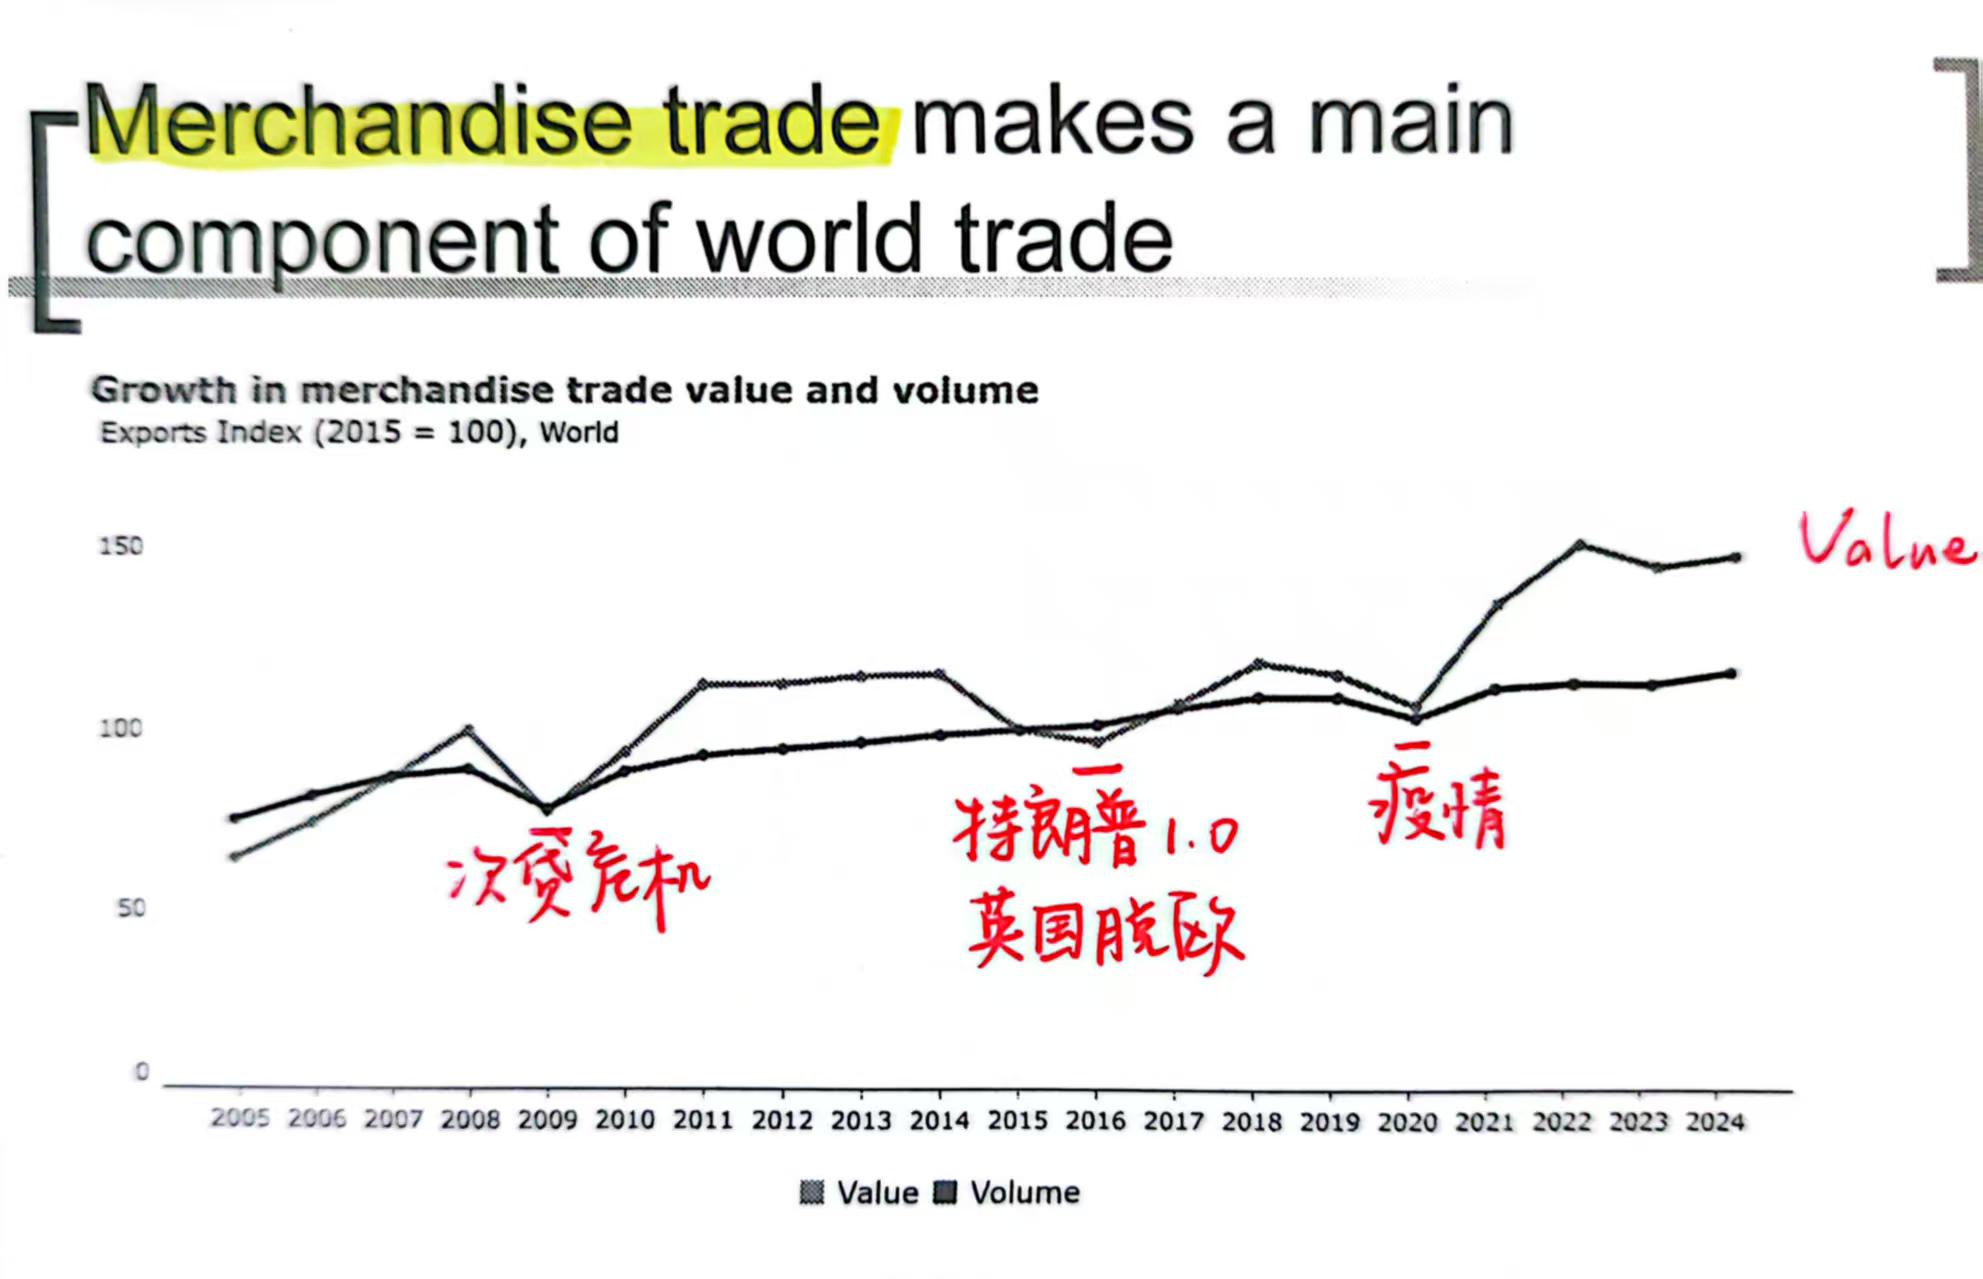 Merchandise trade makes a main
component of world trade
Growth in merchandise trade value and volume
Exports Index (2015 = 100), World
150
Value
100
疫情
特朗普1.0
次贷危机
50
英国脱欧
0
2005 2006 2007 2008 2009 2010 2011 2012 2013 2014 2015 2016 2017 2018 2019 2020 2021 2022 2023 2024
Value Volume